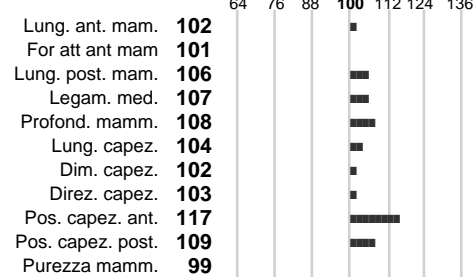 64 76 88 100 112 124 136
Lung. ant. mam. 102
For att ant mam 101
Lung. post. mam. 106
Legam. med. 107
Profond. mamm. 108
Lung. capez. 104
Dim. capez. 102
Direz. capez. 103
Pos. capez. ant. 117
Pos. capez. post. 109
Purezza mamm. 99